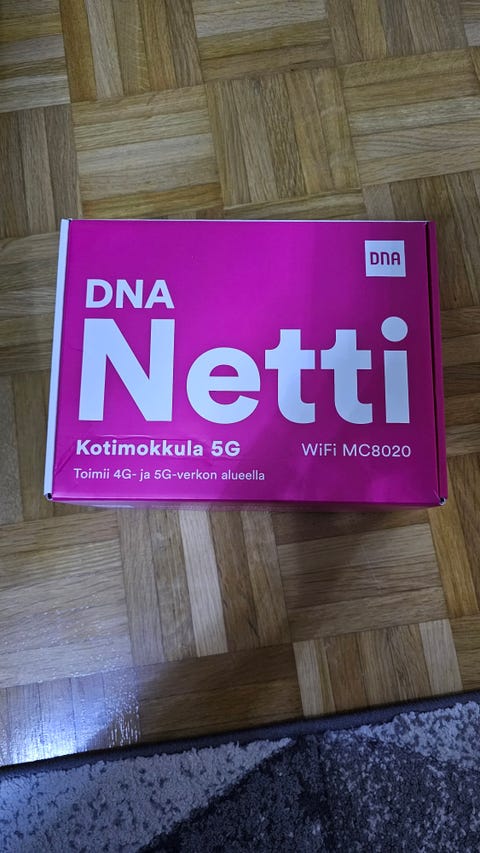 DNA
DNA
Netti
Kotimokkula 5G
WiFi MC8020
Toimii 4G- ja 5G-verkon alueella